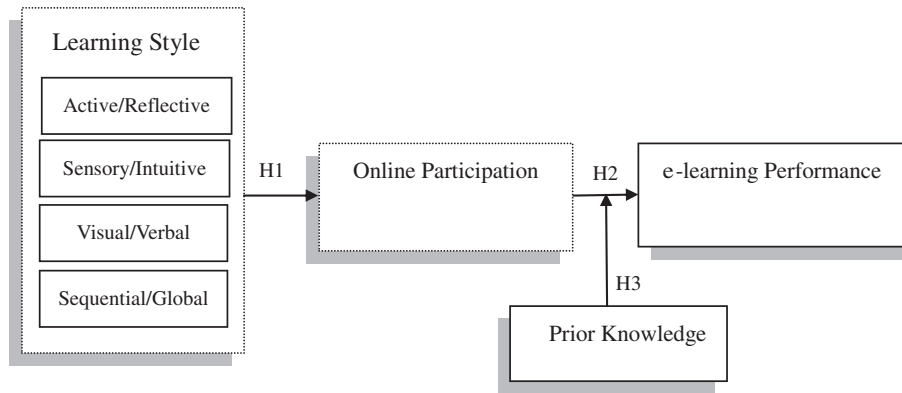 Learning Style
Active/Reflective
Sensory/Intuitive
Visual/Verbal
Sequential/Global
H1
Online Participation
H2
e-learning Performance
H3
Prior Knowledge